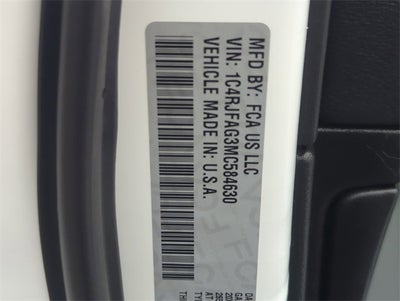 MFD BY: FCA US LLC
VIN: 1C4RJFAG3MC584630
VEHICLE MADE IN: U.S.A.